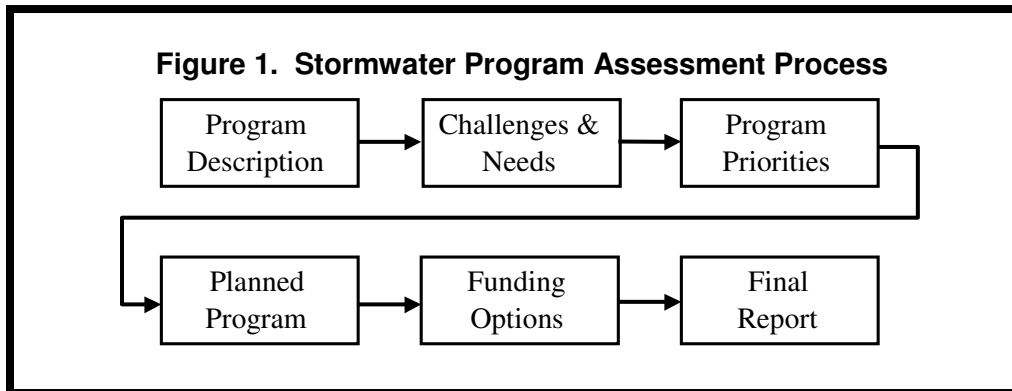 Figure 1.  Stormwater Program Assessment Process
Program
Description
Challenges &
Needs
Program
Priorities
Planned
Program
Funding
Options
Final
Report